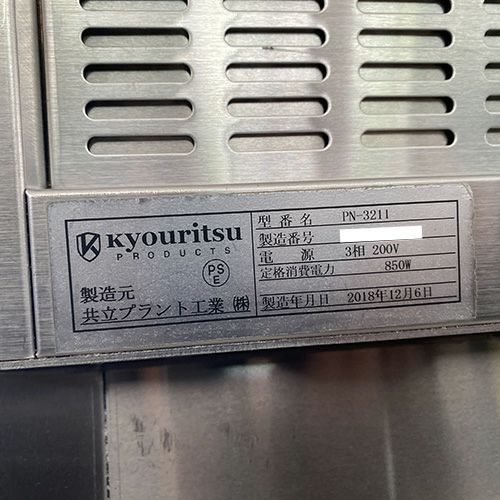 Kyouritsu
PRODUCTS
PS
E
製造元
共立プラント工業㈱
型番名 PN-3211
製造番号
電源 3相 200V
定格消費電力 850W
製造年月日 2018年12月6日